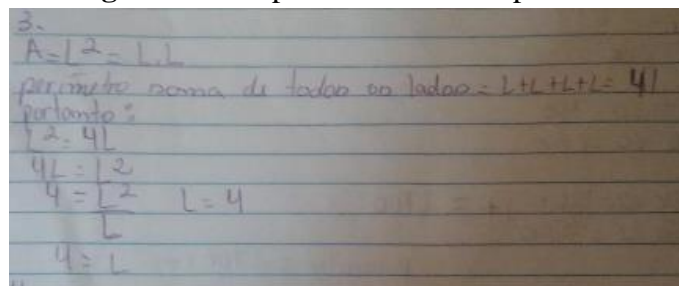 3-
A=L²= L.L
perímetro soma de todos os lados = L+L+L+L= 4L
portanto:
L²= 4L
4L = L²
4 = L²/L   L = 4
4 = L